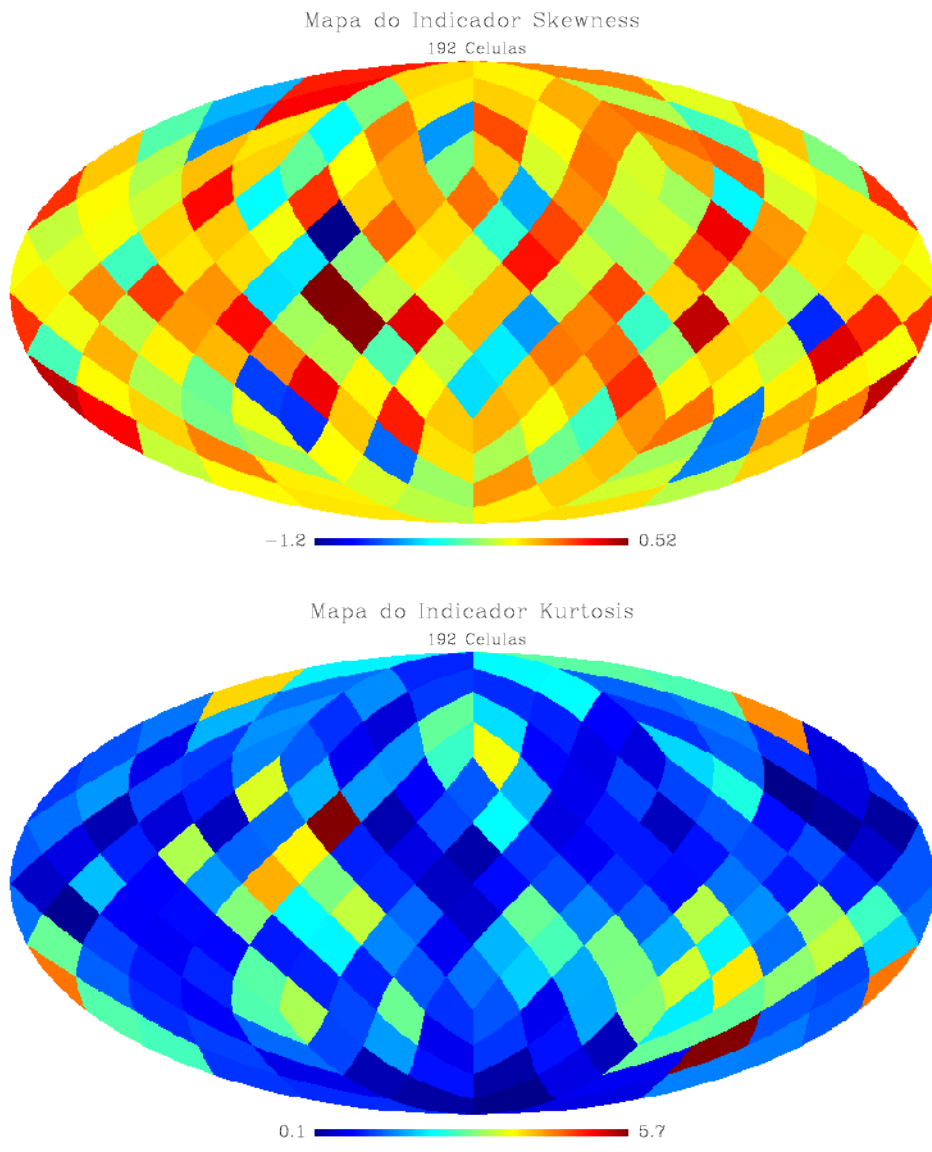 Mapa do Indicador Skewness
192 Celulas
−1.2 0.52
Mapa do Indicador Kurtosis
192 Celulas
0.1 5.7